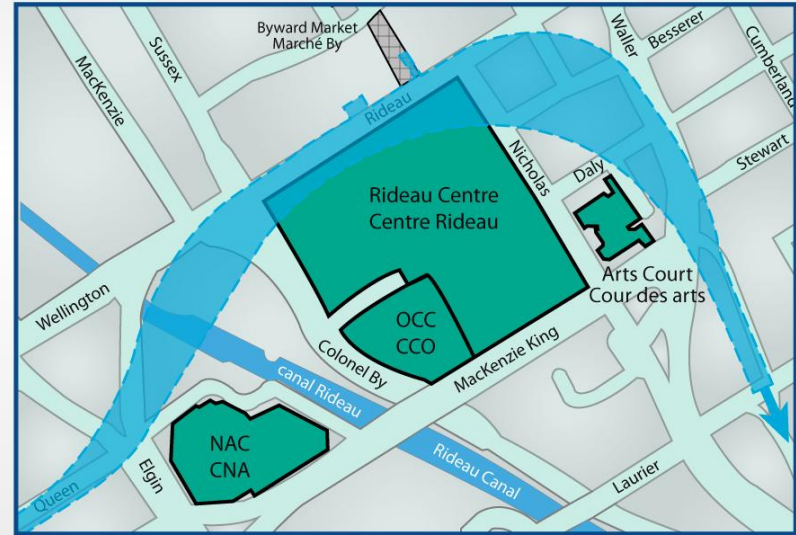 Byward Market
Marché By
Sussex
MacKenzie
Waller
Besserer
Cumberland
Rideau
Nicholas
Daly
Stewart
Rideau Centre
Centre Rideau
Arts Court
Cour des arts
Wellington
OCC
CCO
Colonel By
MacKenzie King
canal Rideau
NAC
CNA
Rideau Canal
Laurier
Elgin
Queen